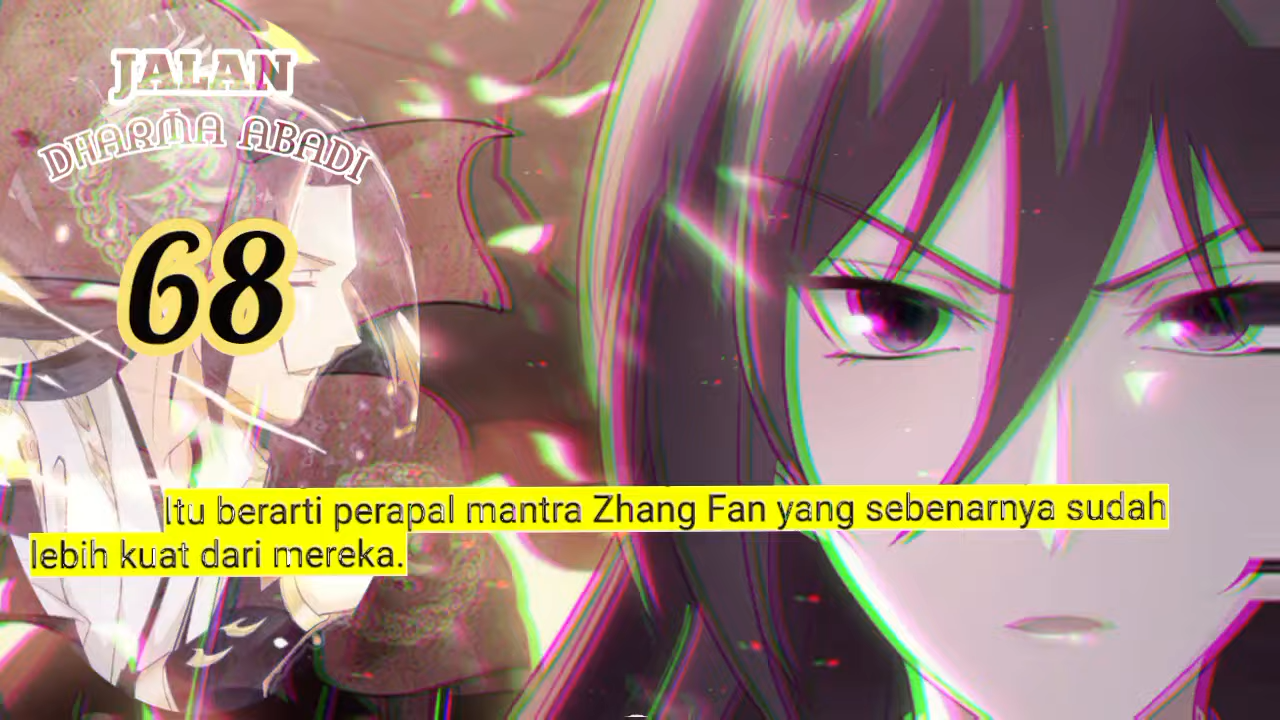 JALAN
DHARMA ABADI
68
Itu berarti perapal mantra Zhang Fan yang sebenarnya sudah
lebih kuat dari mereka.